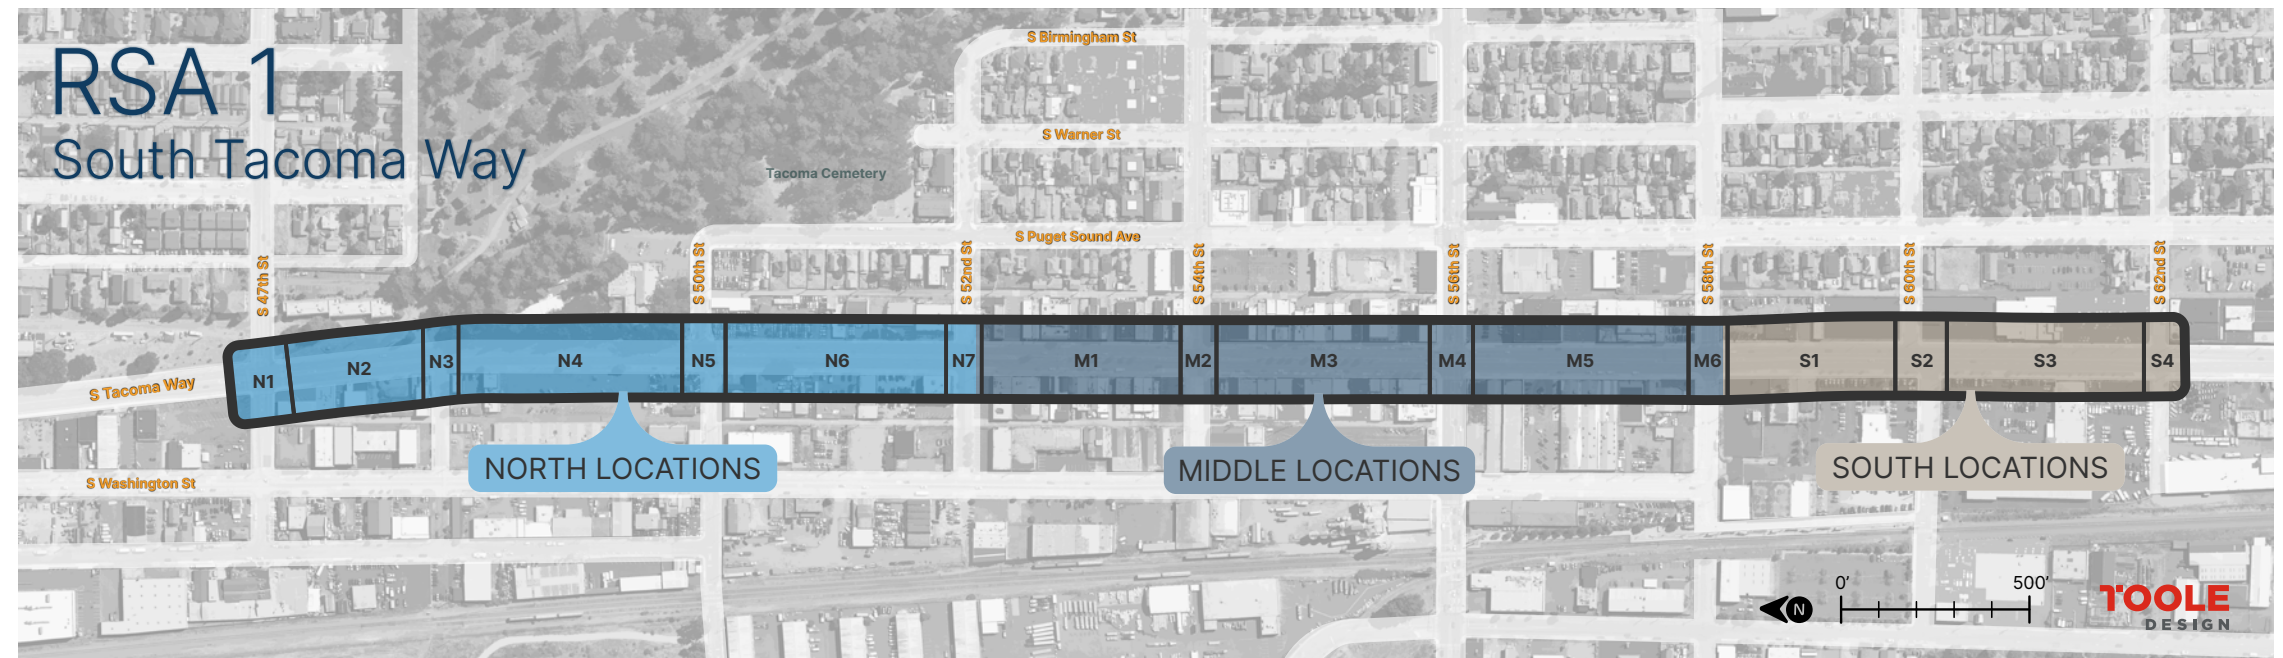 RSA 1
South Tacoma Way
S Birmingham St
S Warner St
Tacoma Cemetery
S Puget Sound Ave
S 47th St
S 50th St
S 52nd St
S 54th St
S 56th St
S 58th St
S 60th St
S 62nd St
S Tacoma Way
N1
N2
N3
N4
N5
N6
N7
M1
M2
M3
M4
M5
M6
S1
S2
S3
S4
NORTH LOCATIONS
MIDDLE LOCATIONS
SOUTH LOCATIONS
S Washington St
N
0'
500'
TOOLE
DESIGN